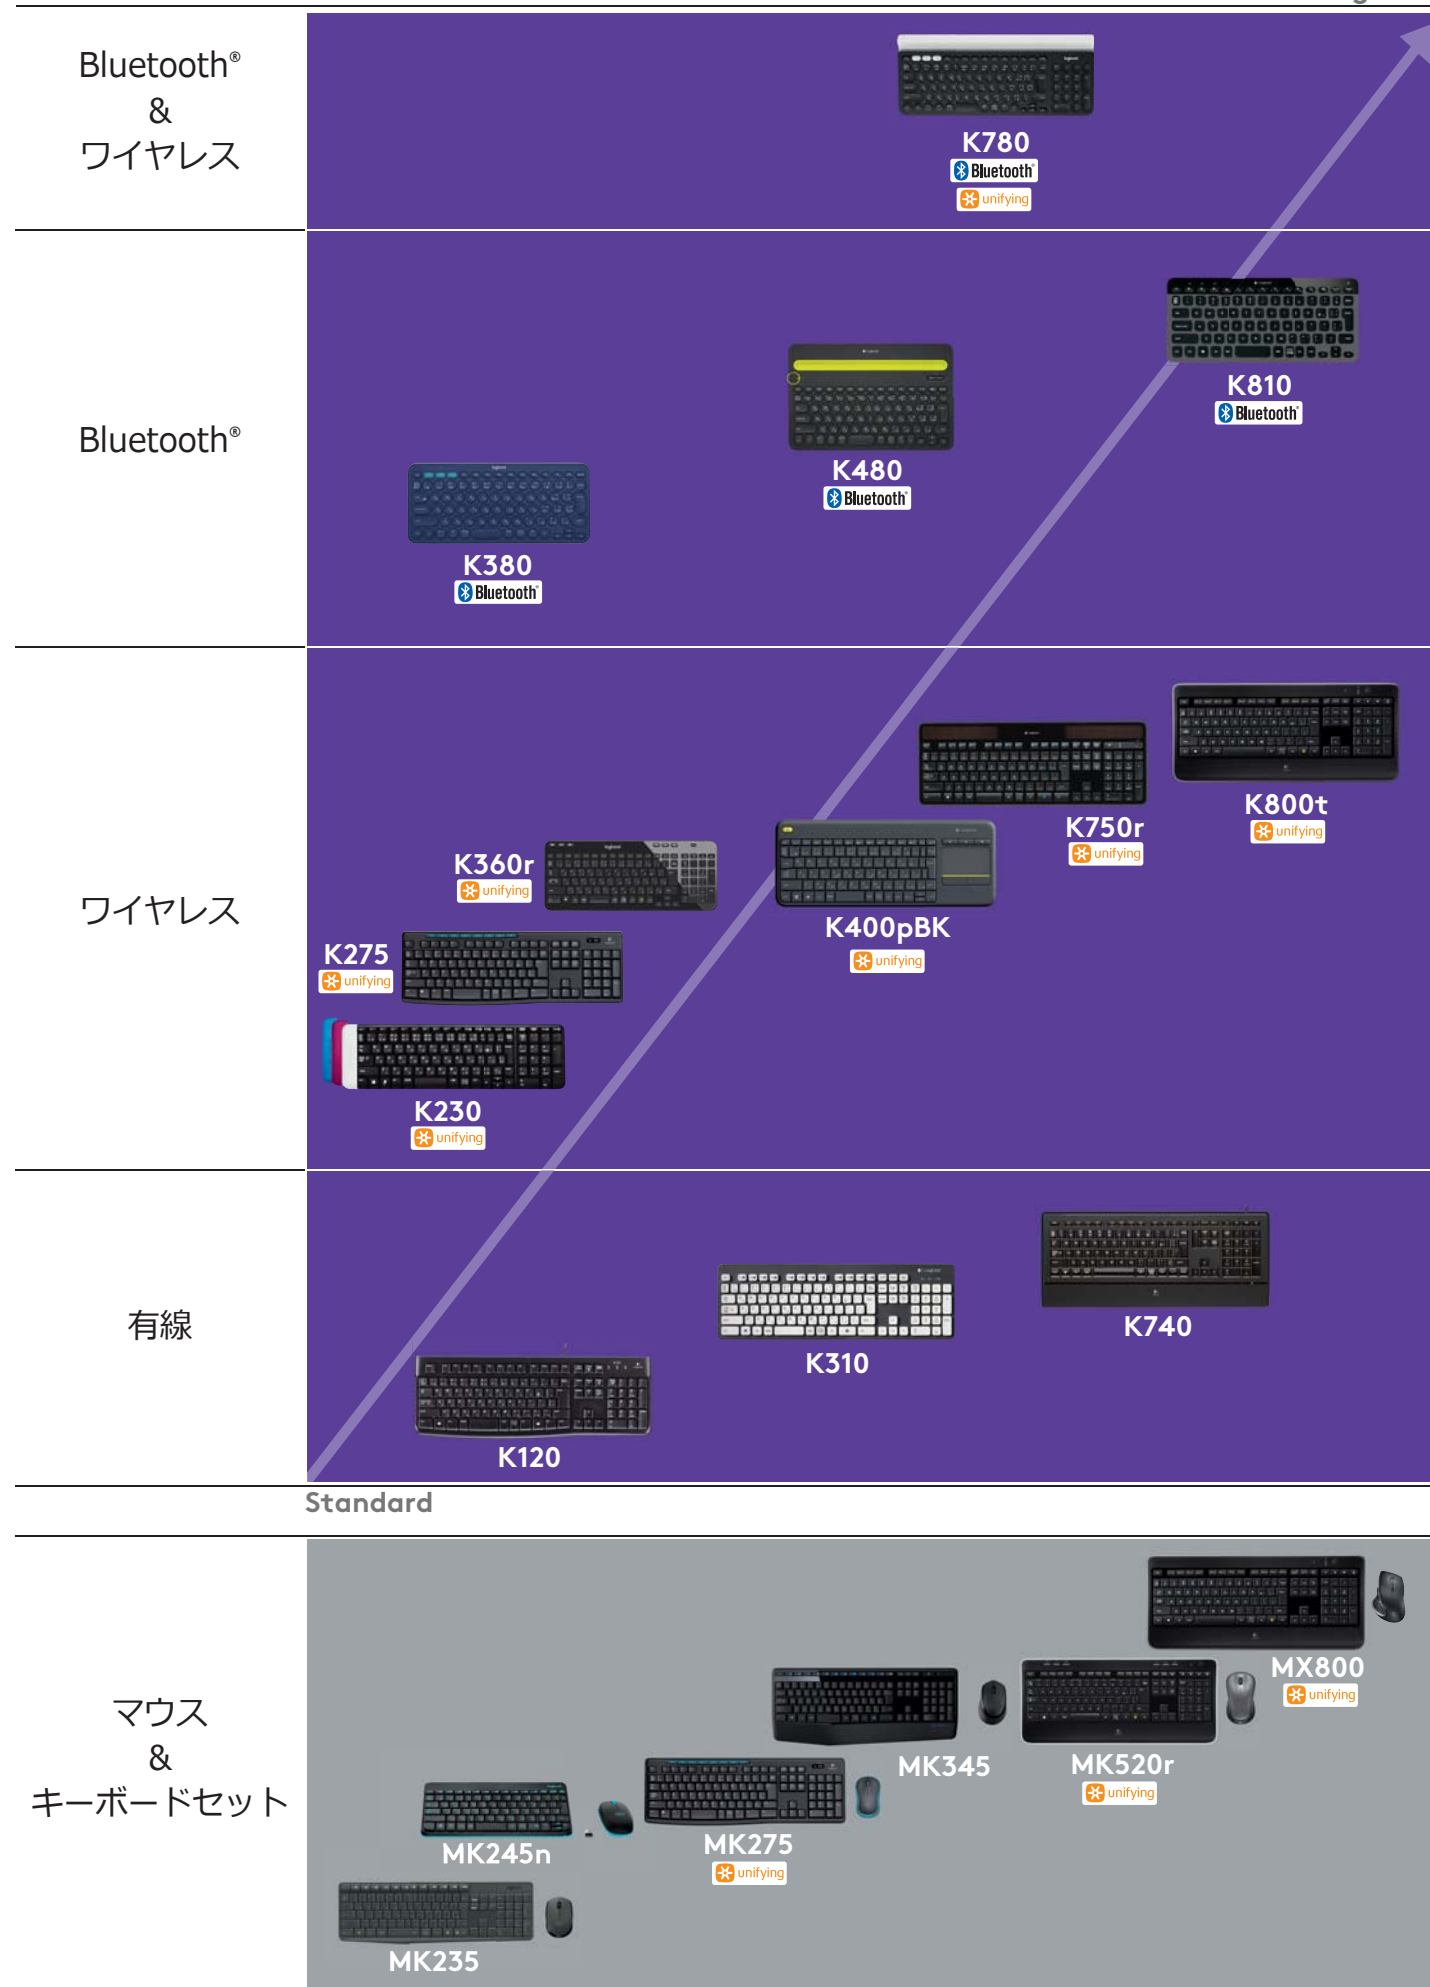 Bluetooth®
&
ワイヤレス
K780
Bluetooth
unifying
Bluetooth®
K810
Bluetooth
K480
Bluetooth
K380
Bluetooth
ワイヤレス
K800t
unifying
K750r
unifying
K360r
unifying
K400pBK
unifying
K275
unifying
K230
unifying
有線
K740
K310
K120
Standard
マウス
&
キーボードセット
MX800
unifying
MK520r
unifying
MK345
MK275
unifying
MK245n
MK235